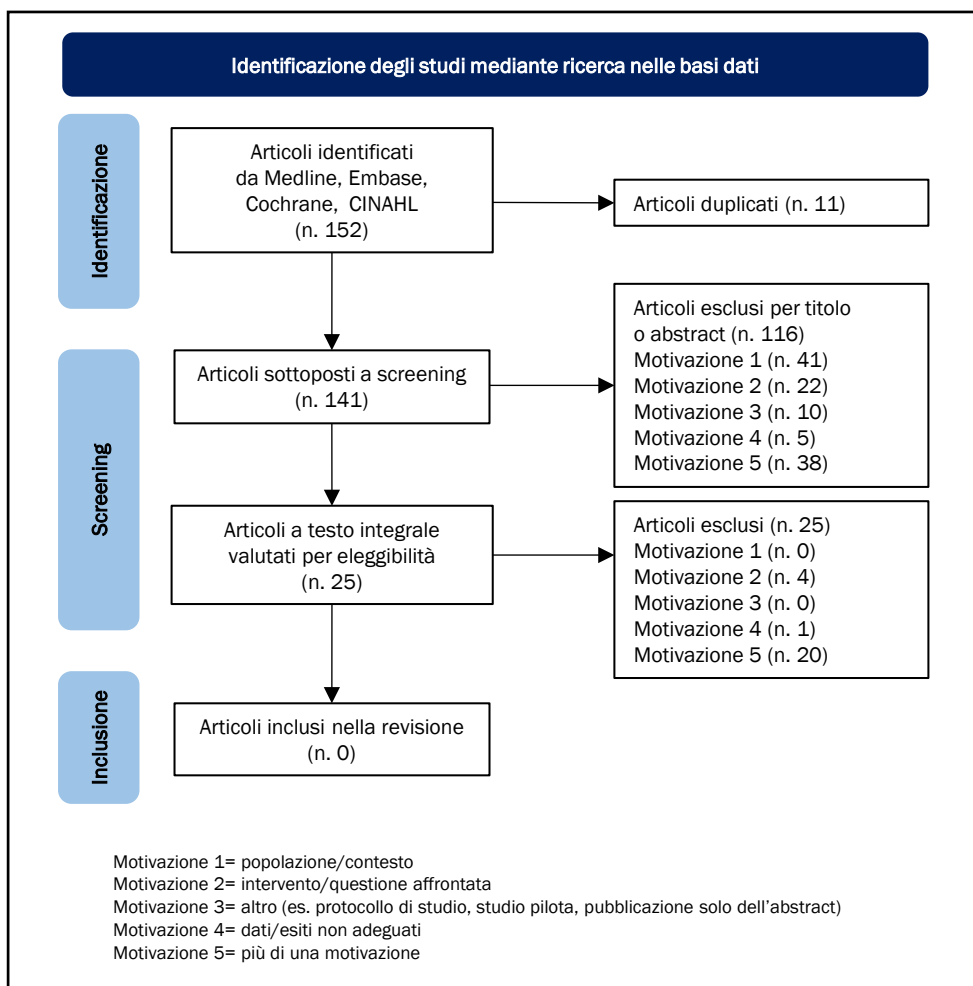 Identificazione degli studi mediante ricerca nelle basi dati
Identificazione
Articoli identificati
da Medline, Embase,
Cochrane, CINAHL
(n. 152)
Articoli duplicati (n. 11)
Screening
Articoli sottoposti a screening
(n. 141)
Articoli esclusi per titolo
o abstract (n. 116)
Motivazione 1 (n. 41)
Motivazione 2 (n. 22)
Motivazione 3 (n. 10)
Motivazione 4 (n. 5)
Motivazione 5 (n. 38)
Articoli a testo integrale
valutati per eleggibilità
(n. 25)
Articoli esclusi (n. 25)
Motivazione 1 (n. 0)
Motivazione 2 (n. 4)
Motivazione 3 (n. 0)
Motivazione 4 (n. 1)
Motivazione 5 (n. 20)
Inclusione
Articoli inclusi nella revisione
(n. 0)
Motivazione 1= popolazione/contesto
Motivazione 2= intervento/questione affrontata
Motivazione 3= altro (es. protocollo di studio, studio pilota, pubblicazione solo dell’abstract)
Motivazione 4= dati/esiti non adeguati
Motivazione 5= più di una motivazione